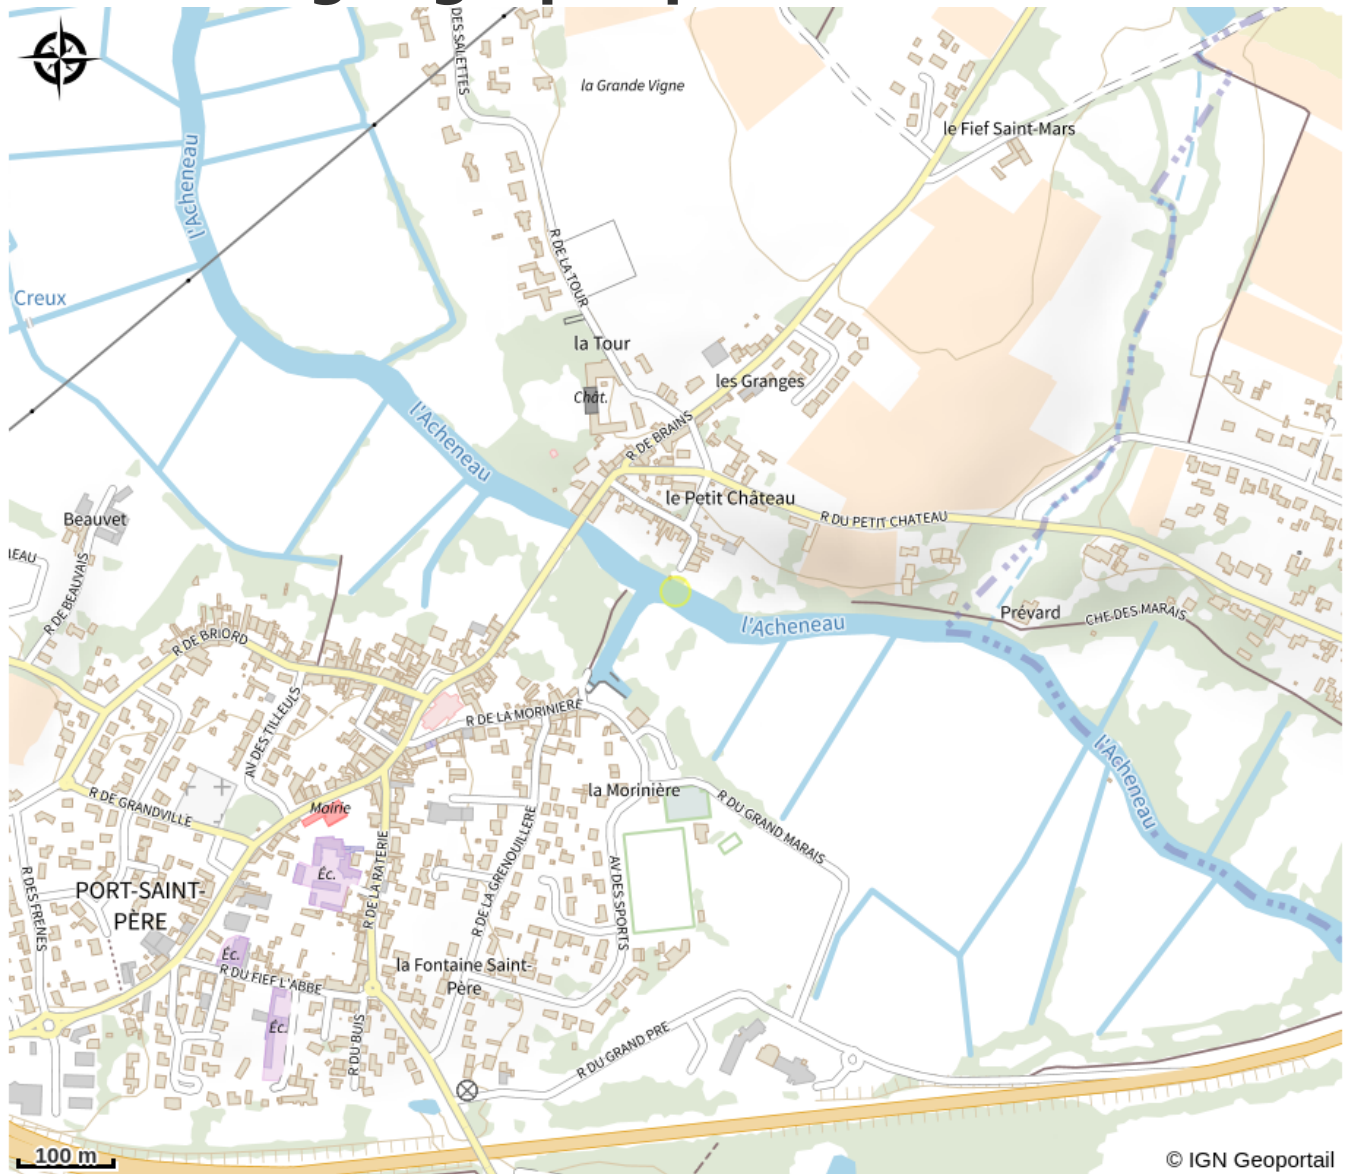 DES SALETTES
la Grande Vigne
le Fief Saint-Mars
l'Acheneau
R DE LA TOUR
Creux
la Tour
les Granges
Chât.
l'Acheneau
R DE BRAINS
le Petit Château
R DU PETIT CHATEAU
Beauvet
R DE BEAUVAIS
l'Acheneau
Prévard
CHE DES MARAIS
R DE BRIORD
AV DES TILLEULS
R DE LA MORINIERE
l'Acheneau
la Morinière
R DE GRANDVILLE
Mairie
R DU GRAND MARAIS
R DE LA GRENOUILLERE
R DE LA RATERIE
Éc.
AV DES SPORTS
R DES FRENES
PORT-SAINT-
PÈRE
Éc.
R DU FIEF L'ABBE
la Fontaine Saint-
Père
Éc.
R DU BUIS
R DU GRAND PRE
100 m
© IGN Geoportail